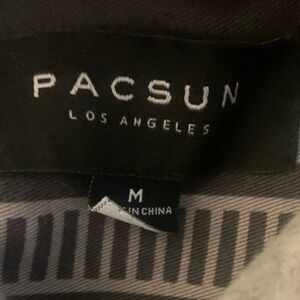 PACSUN
LOS ANGELES
M
IN CHINA